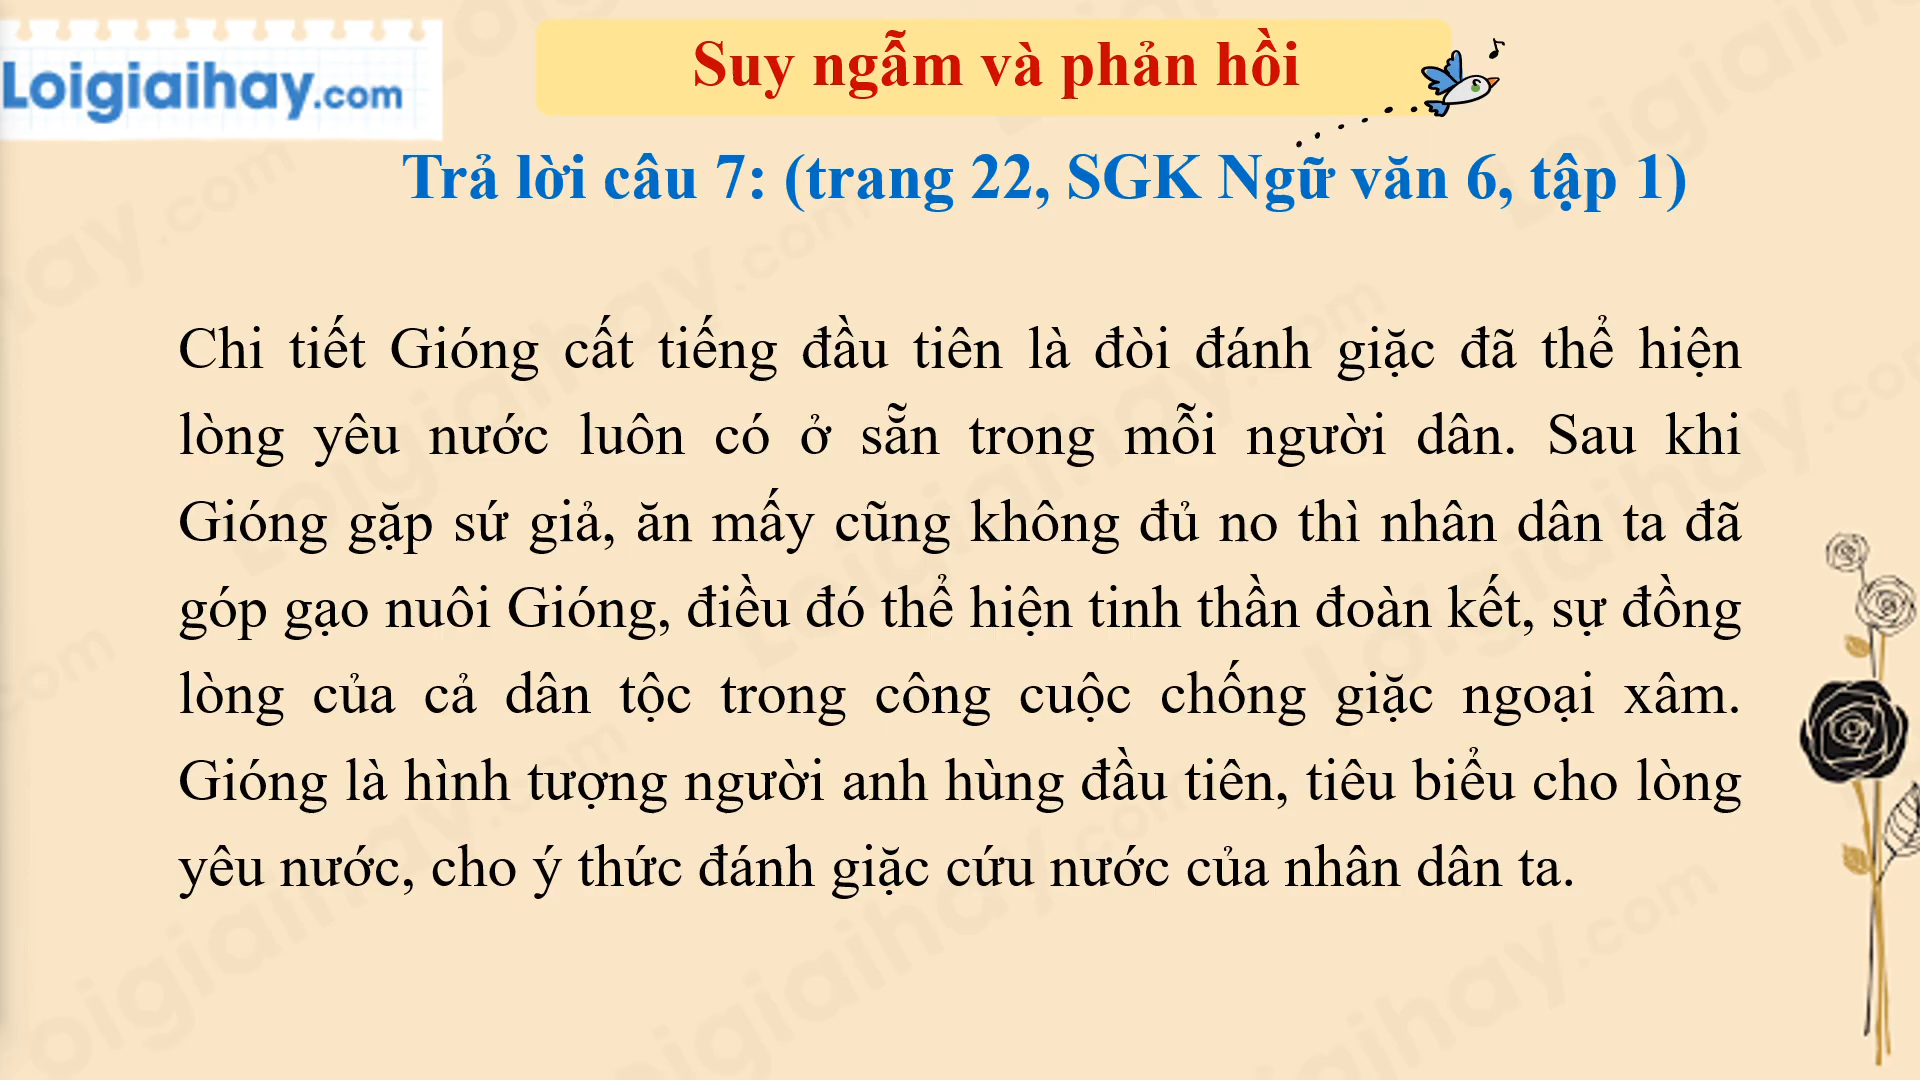 Loigiaihay.com
Suy ngẫm và phản hồi
Trả lời câu 7: (trang 22, SGK Ngữ văn 6, tập 1)
Chi tiết Gióng cất tiếng đầu tiên là đòi đánh giặc đã thể hiện
lòng yêu nước luôn có ở sẵn trong mỗi người dân. Sau khi
Gióng gặp sứ giả, ăn mấy cũng không đủ no thì nhân dân ta đã
góp gạo nuôi Gióng, điều đó thể hiện tinh thần đoàn kết, sự đồng
lòng của cả dân tộc trong công cuộc chống giặc ngoại xâm.
Gióng là hình tượng người anh hùng đầu tiên, tiêu biểu cho lòng
yêu nước, cho ý thức đánh giặc cứu nước của nhân dân ta.